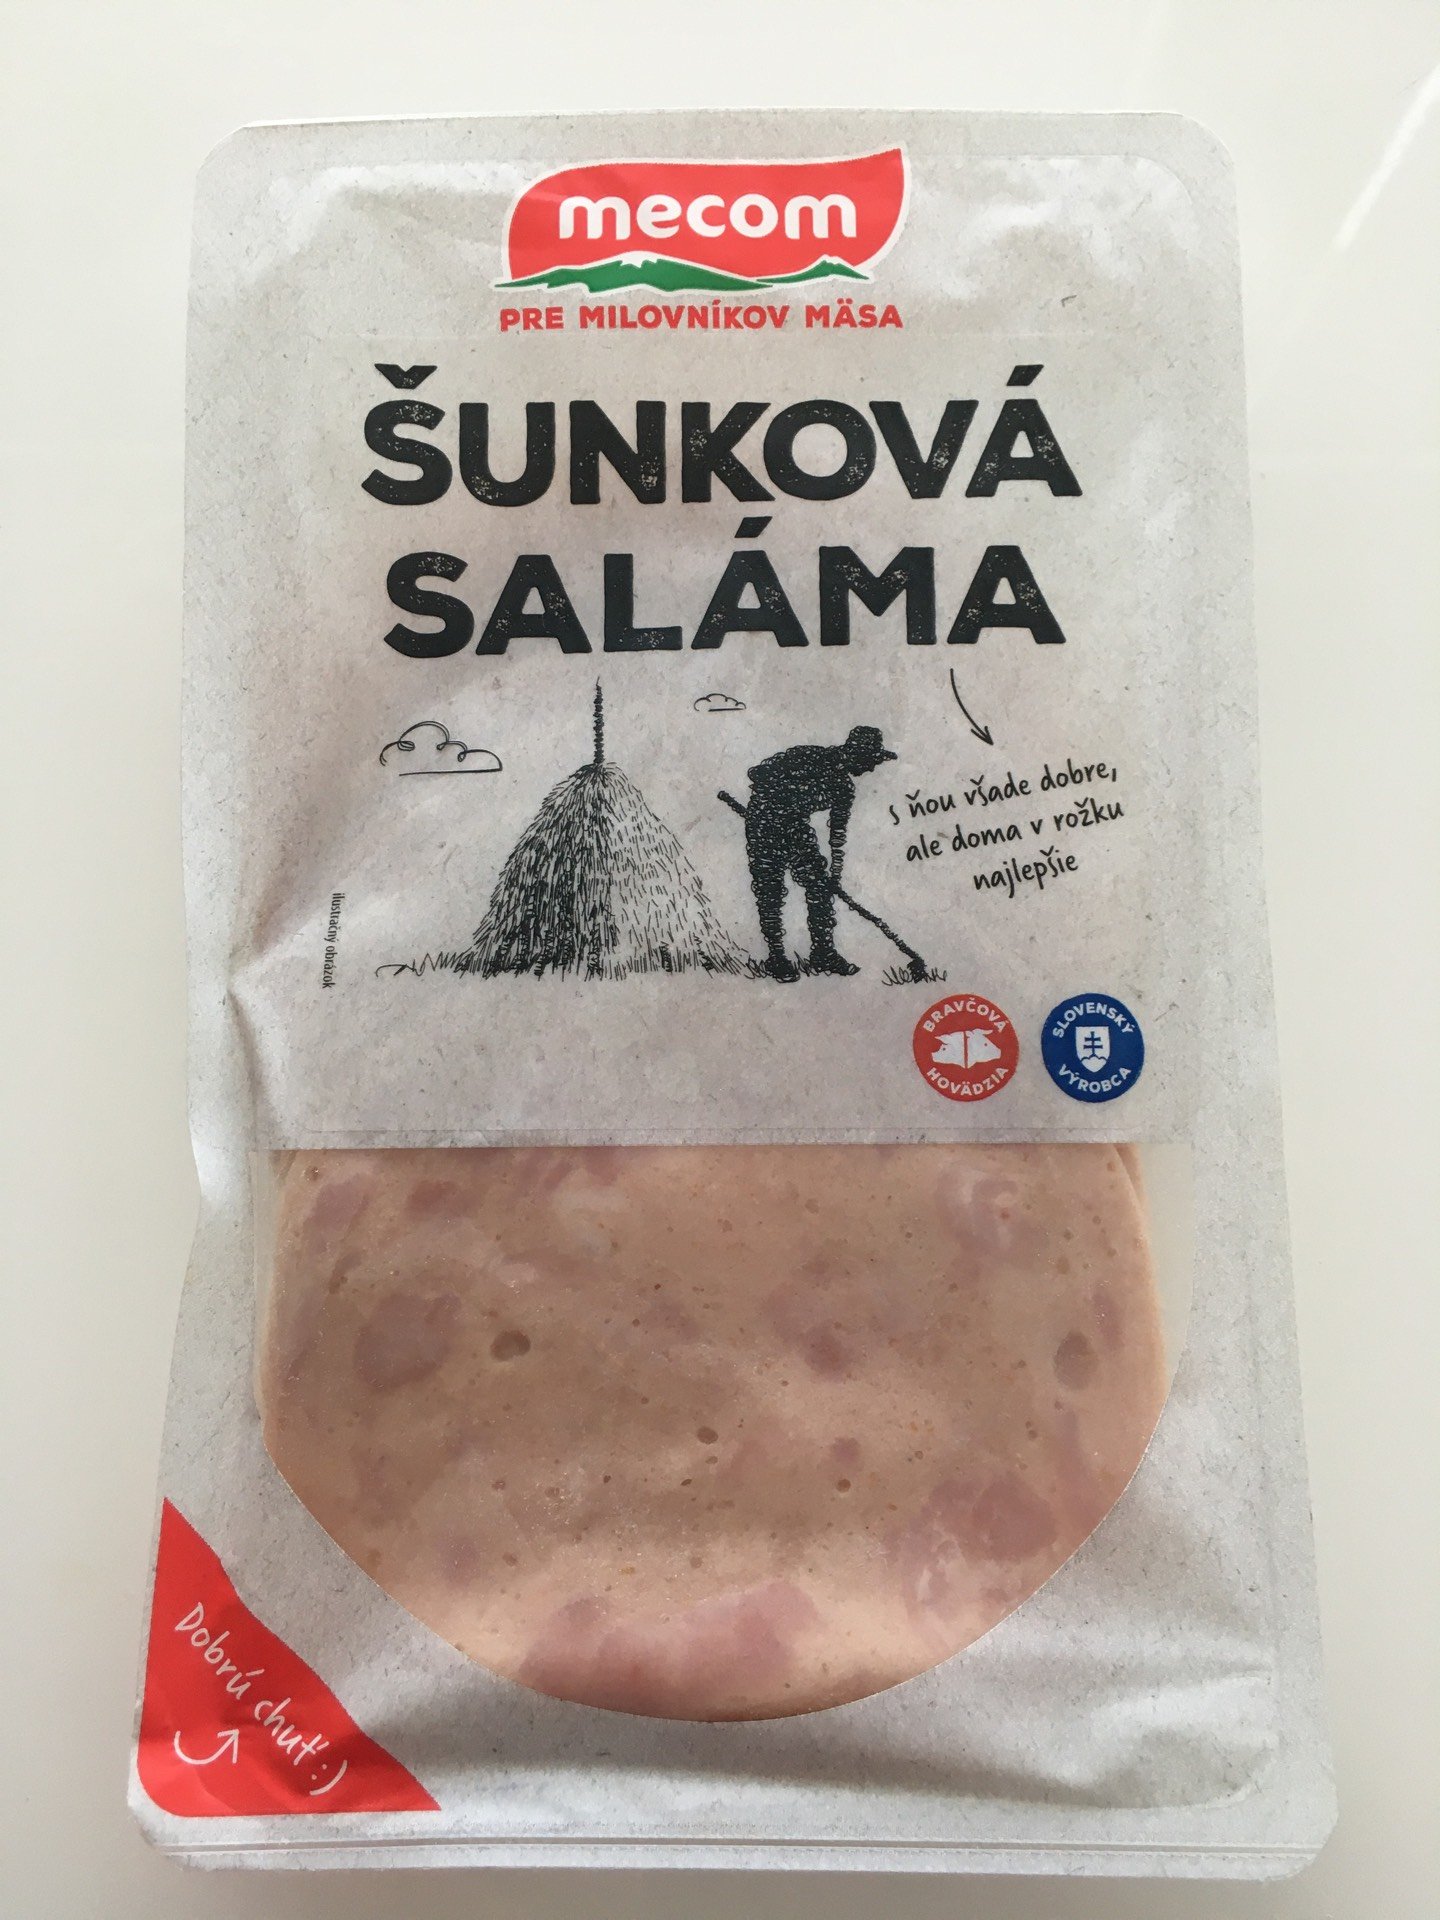 mecom
PRE MILOVNÍKOV MÄSA
ŠUNKOVÁ
SALÁMA
s ňou všade dobre,
ale doma v rožku
najlepšie
ilustračný obrázok
BRAVČOVÁ
HOVÄDZIA
SLOVENSKÝ
VÝROBCA
Dobrú chuť :)